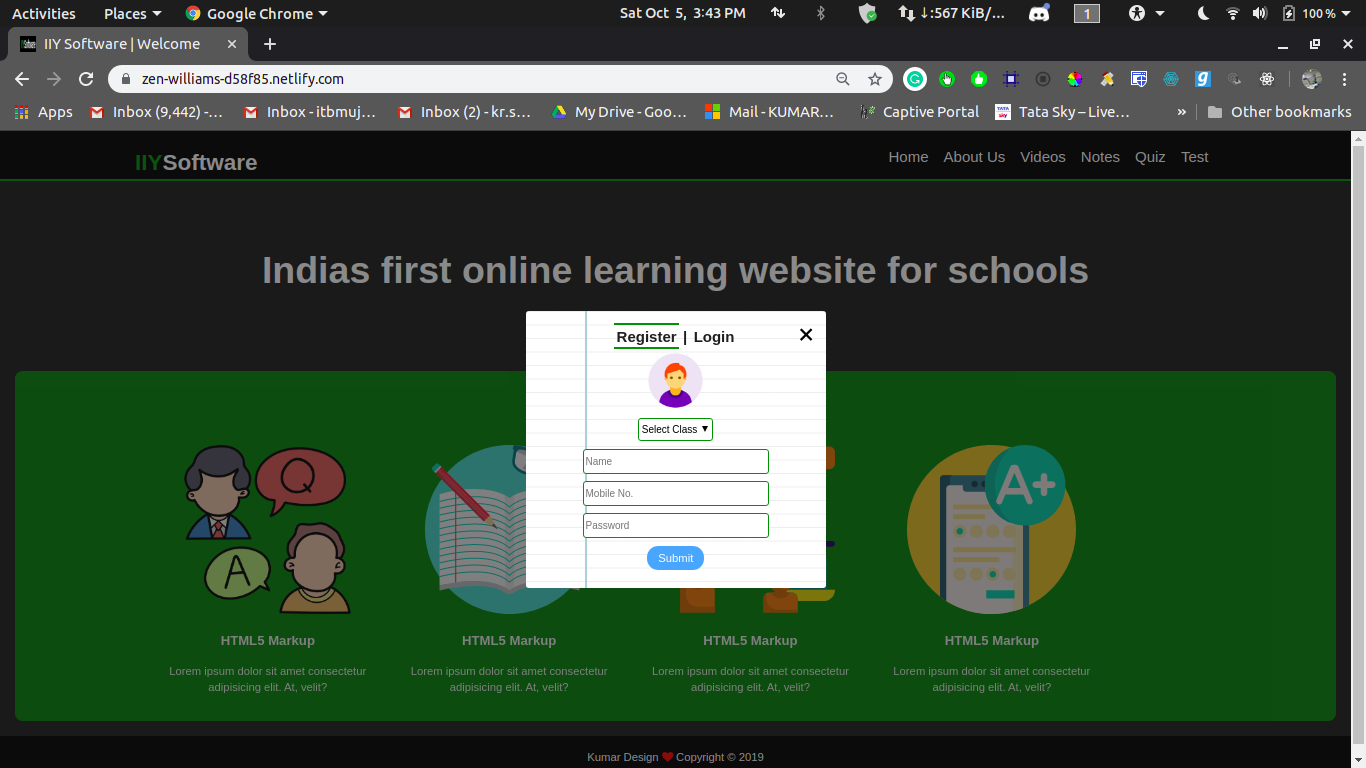 Activities Places Google Chrome Sat Oct 5, 3:43 PM ↓:567 KiB/... 1 100 %
IIY Software | Welcome
zen-williams-d58f85.netlify.com
Apps Inbox (9,442) -... Inbox - itbmuj... Inbox (2) - kr.s... My Drive - Goo... Mail - KUMAR... Captive Portal Tata Sky – Live... » Other bookmarks
IIYSoftware Home About Us Videos Notes Quiz Test
Indias first online learning website for schools
Register | Login
Select Class
Name
Mobile No.
Password
Submit
Q
A
A+
HTML5 Markup HTML5 Markup HTML5 Markup HTML5 Markup
Lorem ipsum dolor sit amet consectetur Lorem ipsum dolor sit amet consectetur Lorem ipsum dolor sit amet consectetur Lorem ipsum dolor sit amet consectetur
adipisicing elit. At, velit? adipisicing elit. At, velit? adipisicing elit. At, velit? adipisicing elit. At, velit?
Kumar Design ❤ Copyright © 2019